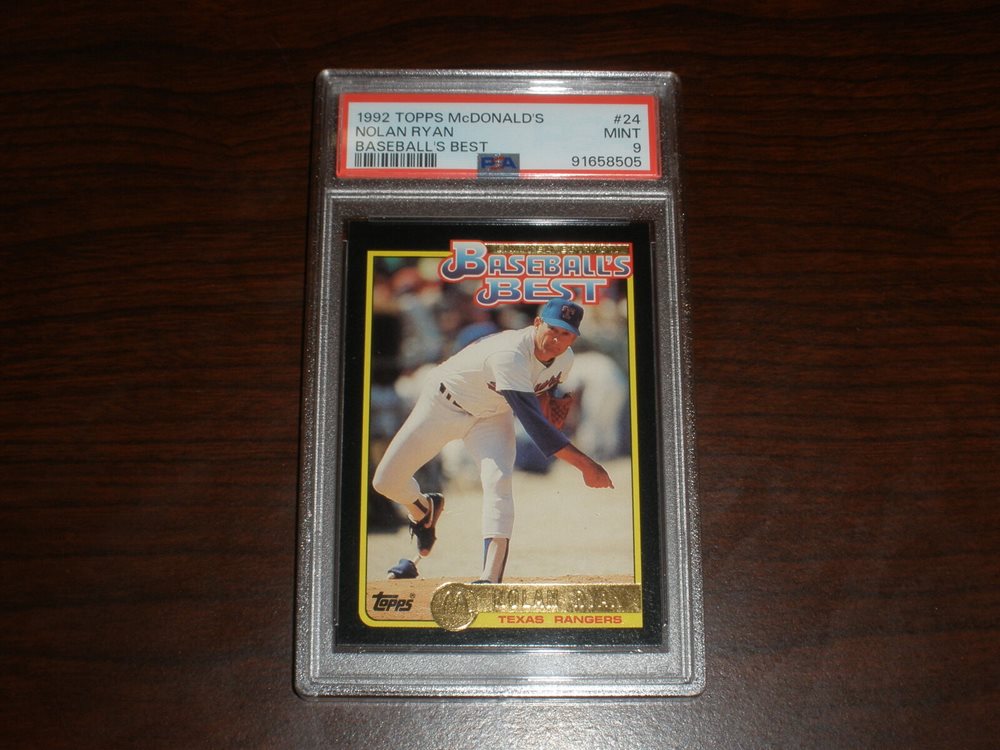 1992 TOPPS McDONALD'S #24
NOLAN RYAN MINT
BASEBALL'S BEST 9
PSA 91658505
BASEBALL'S
BEST
TOPPS®
NOLAN RYAN
TEXAS RANGERS